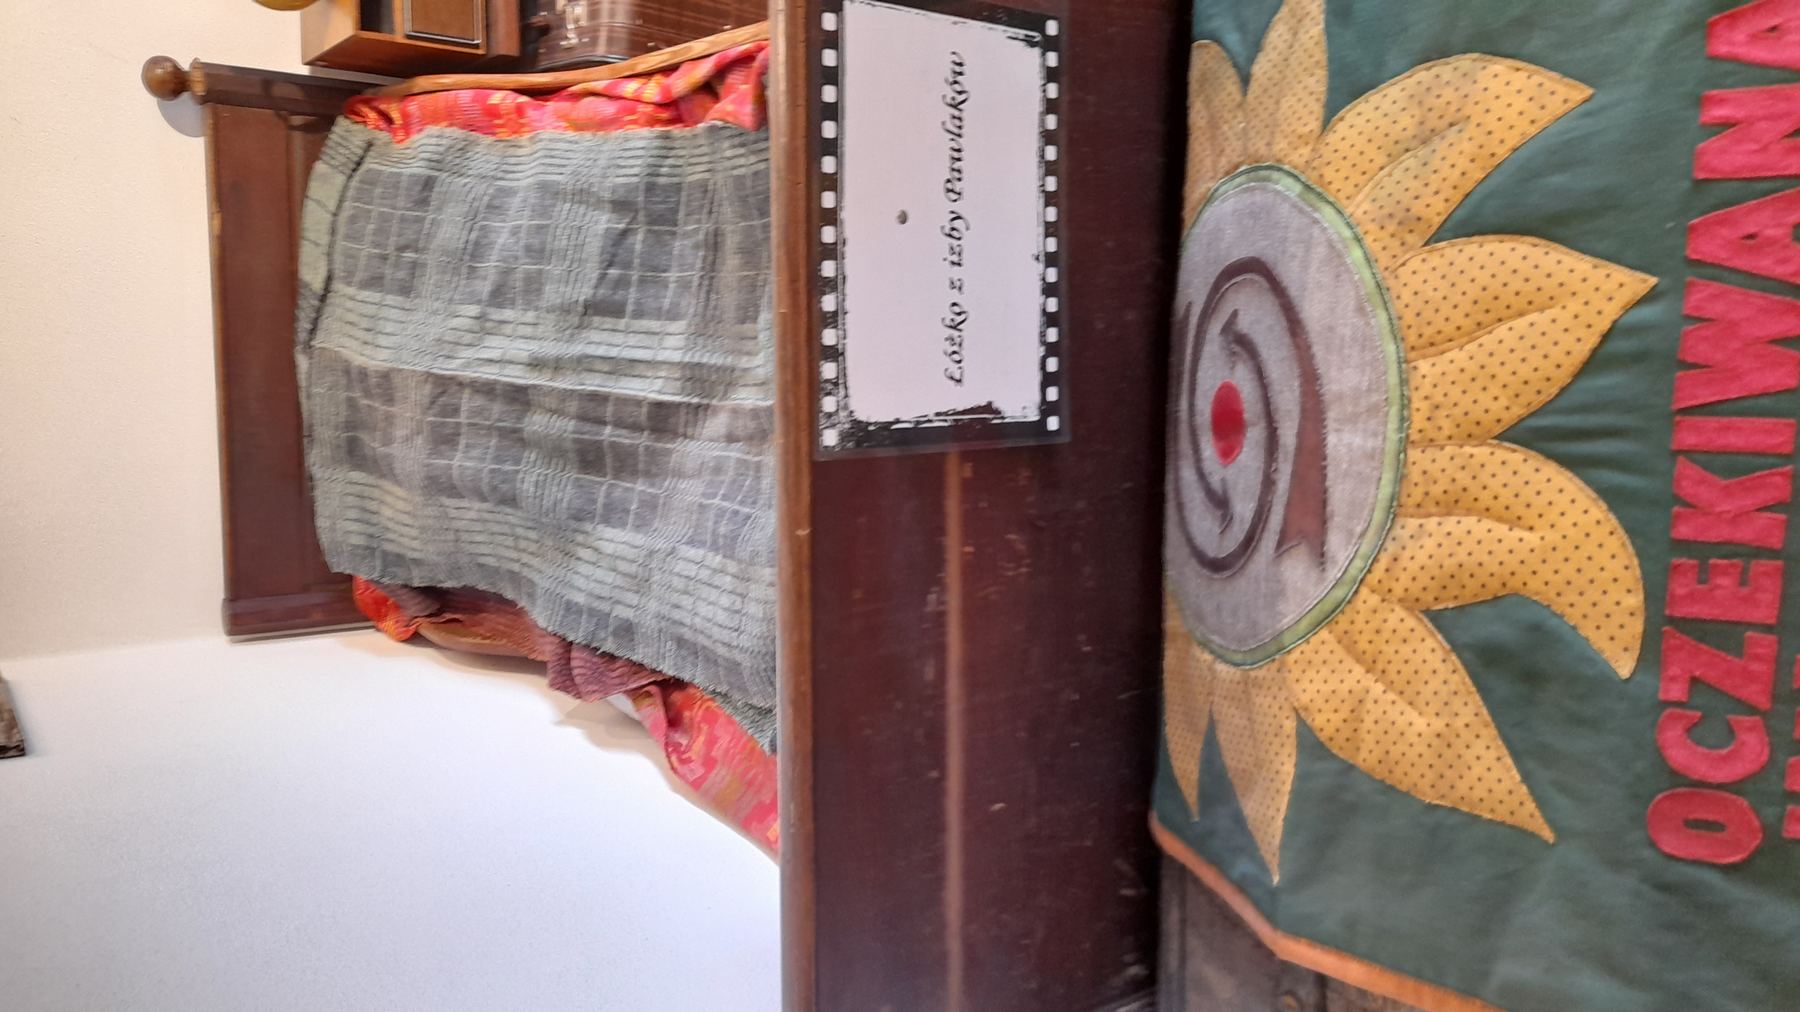 Łóżko z izby Pawlaków
OCZEKIWANA